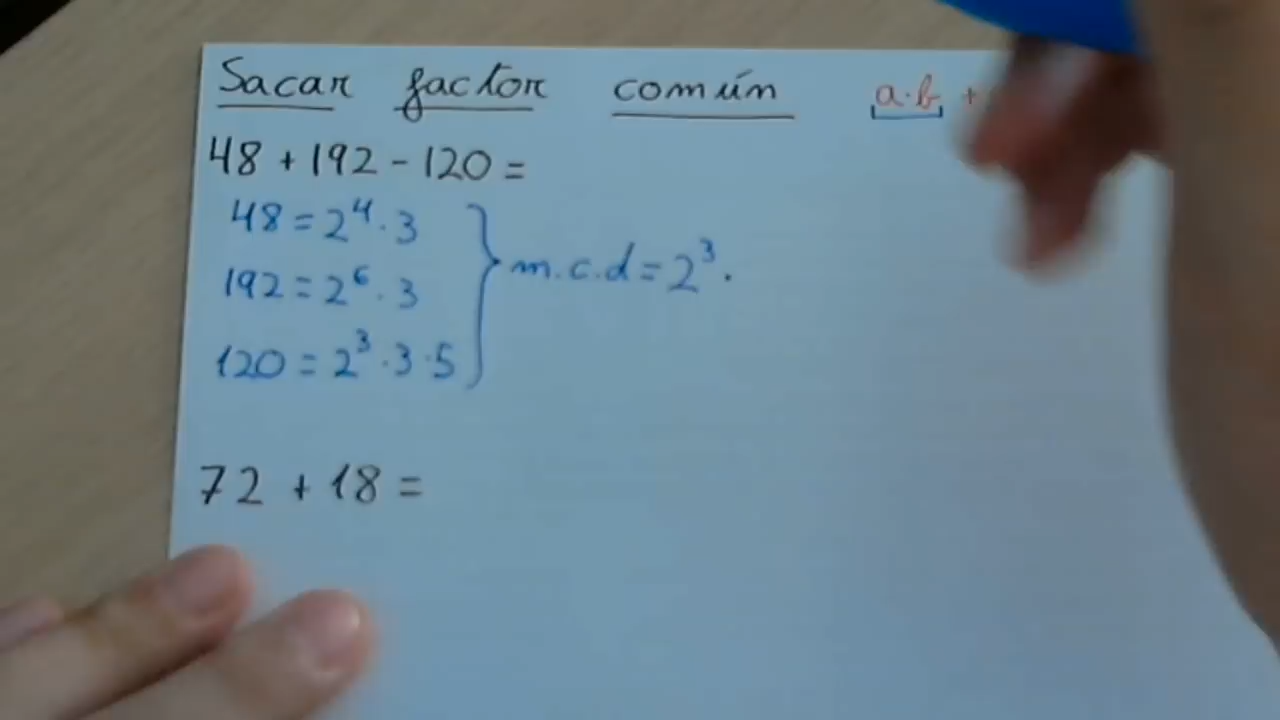 Sacar factor común a·b +
48 + 192 - 120 =
48 = 2⁴ · 3
192 = 2⁶ · 3
120 = 2³ · 3 · 5
m.c.d = 2³ ·
72 + 18 =